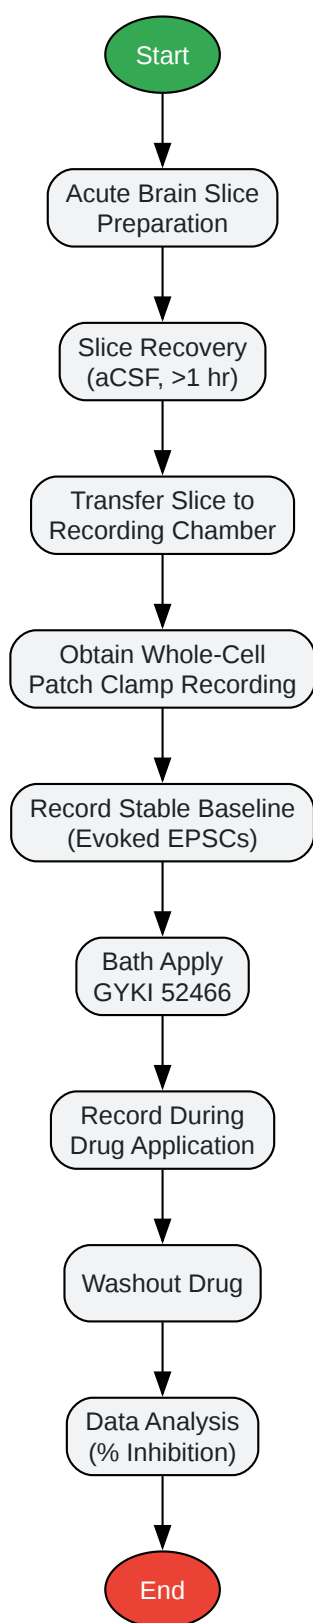 Start
Acute Brain Slice
Preparation
Slice Recovery
(aCSF, >1 hr)
Transfer Slice to
Recording Chamber
Obtain Whole-Cell
Patch Clamp Recording
Record Stable Baseline
(Evoked EPSCs)
Bath Apply
GYKI 52466
Record During
Drug Application
Washout Drug
Data Analysis
(% Inhibition)
End